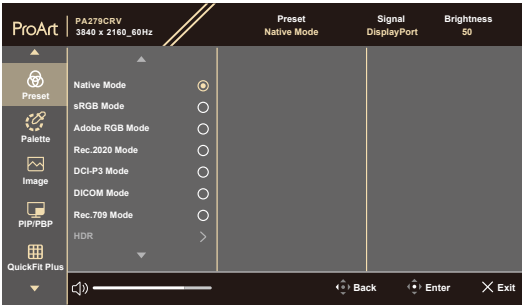 ProArt
PA279CRV
3840 x 2160_60Hz
Preset
Native Mode
Signal
DisplayPort
Brightness
50
Preset
Palette
Image
PIP/PBP
QuickFit Plus
Native Mode
sRGB Mode
Adobe RGB Mode
Rec.2020 Mode
DCI-P3 Mode
DICOM Mode
Rec.709 Mode
HDR
Back
Enter
Exit